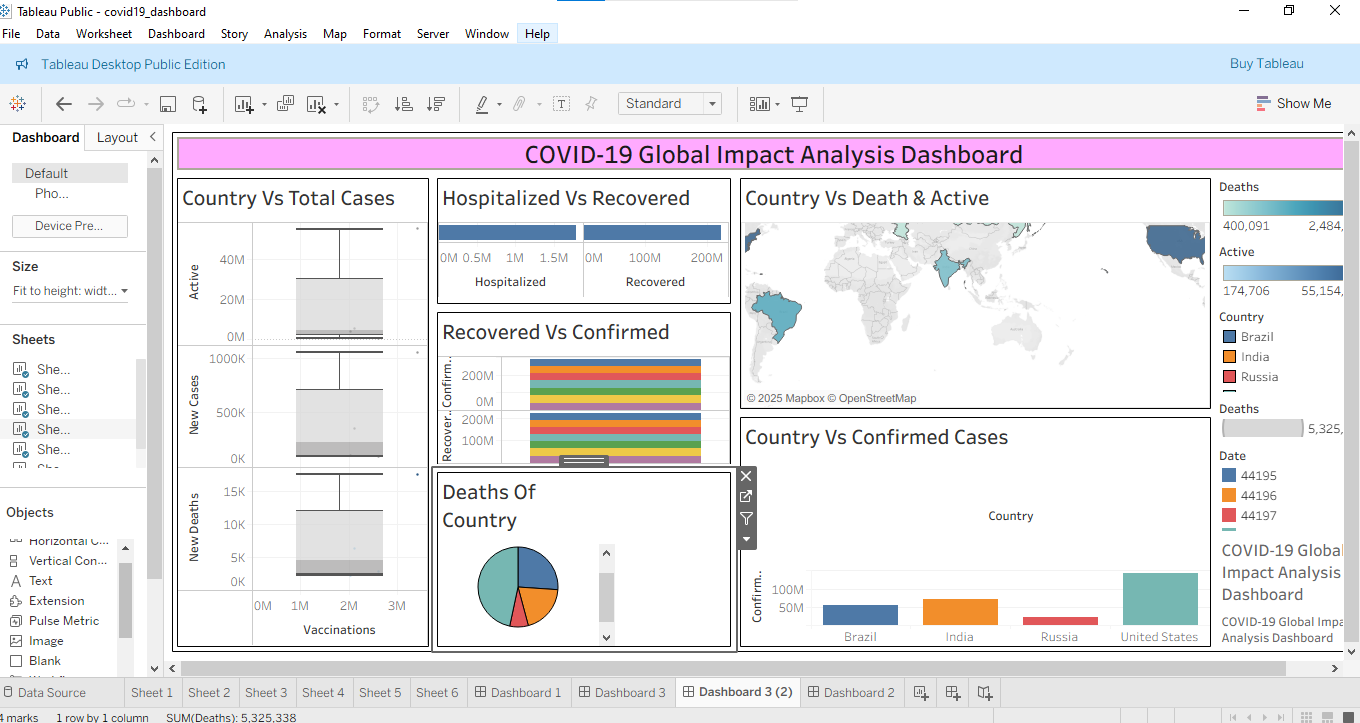 Tableau Public - covid19_dashboard
File Data Worksheet Dashboard Story Analysis Map Format Server Window Help
Tableau Desktop Public Edition
Buy Tableau
Standard
Show Me
Dashboard Layout
Default
Pho...
Device Pre...
Size
Fit to height: widt...
Sheets
She...
She...
She...
She...
She...
Objects
Horizontal C...
Vertical Con...
Text
Extension
Pulse Metric
Image
Blank
COVID-19 Global Impact Analysis Dashboard
Country Vs Total Cases
Active
40M
20M
0M
New Cases
1000K
500K
0K
New Deaths
15K
10K
5K
0K
0M 1M 2M 3M
Vaccinations
Hospitalized Vs Recovered
0M 0.5M 1M 1.5M
0M 100M 200M
Hospitalized
Recovered
Recovered Vs Confirmed
Confirm..
200M
0M
Recover..
200M
100M
Deaths Of
Country
Country Vs Death & Active
© 2025 Mapbox © OpenStreetMap
Country Vs Confirmed Cases
Country
Confirm..
100M
50M
Brazil India Russia United States
Deaths
400,091 2,484,
Active
174,706 55,154,
Country
Brazil
India
Russia
Deaths
5,325,
Date
44195
44196
44197
COVID-19 Global
Impact Analysis
Dashboard
COVID-19 Global Impa
Analysis Dashboard
Data Source Sheet 1 Sheet 2 Sheet 3 Sheet 4 Sheet 5 Sheet 6 Dashboard 1 Dashboard 3 Dashboard 3 (2) Dashboard 2
4 marks 1 row by 1 column SUM(Deaths): 5,325,338